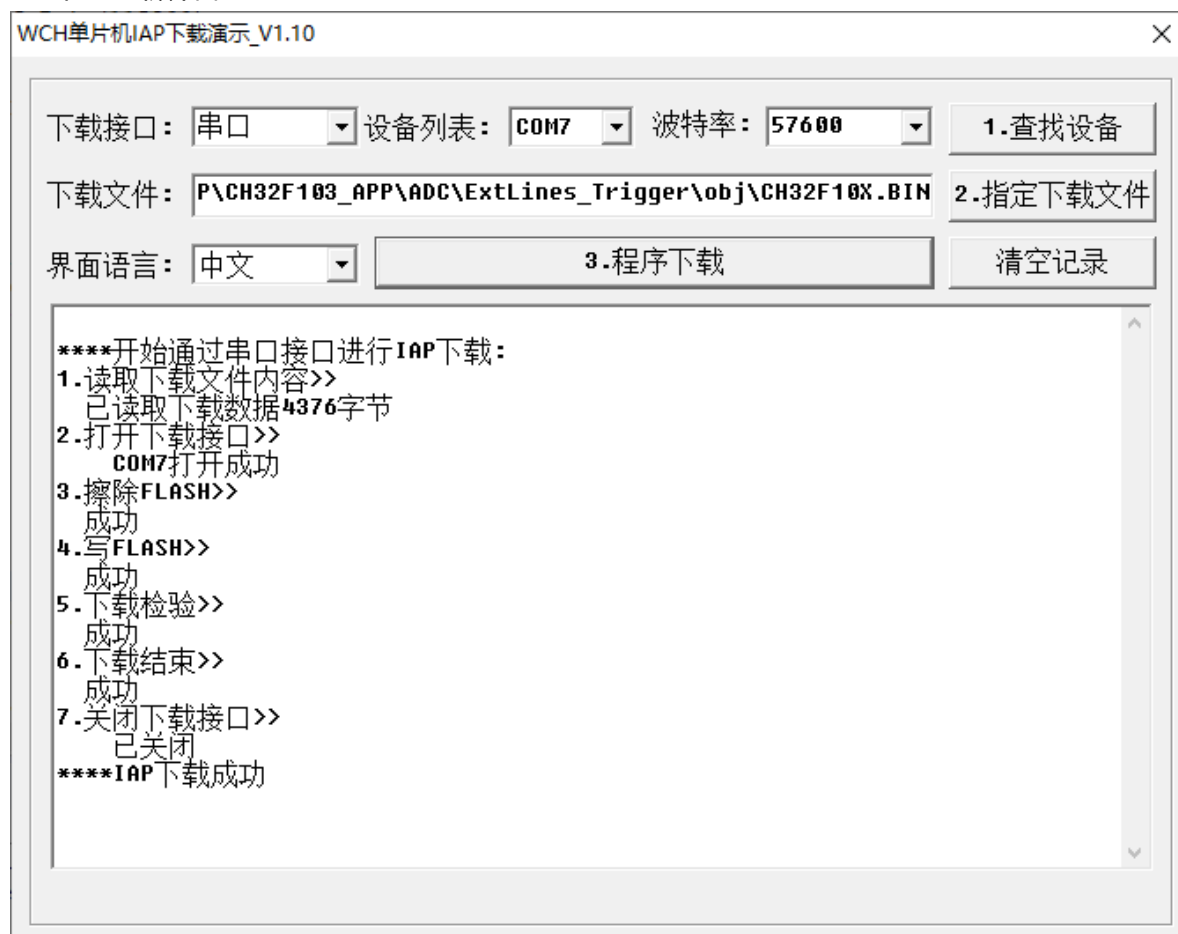 WCH单片机IAP下载演示_V1.10
下载接口： 串口 设备列表： COM7 波特率： 57600 1.查找设备
下载文件： P\CH32F103_APP\ADC\ExtLines_Trigger\obj\CH32F10X.BIN 2.指定下载文件
界面语言： 中文 3.程序下载 清空记录
****开始通过串口接口进行IAP下载:
1.读取下载文件内容>>
已读取下载数据4376字节
2.打开下载接口>>
COM7打开成功
3.擦除FLASH>>
成功
4.写FLASH>>
成功
5.下载检验>>
成功
6.下载结束>>
成功
7.关闭下载接口>>
已关闭
****IAP下载成功